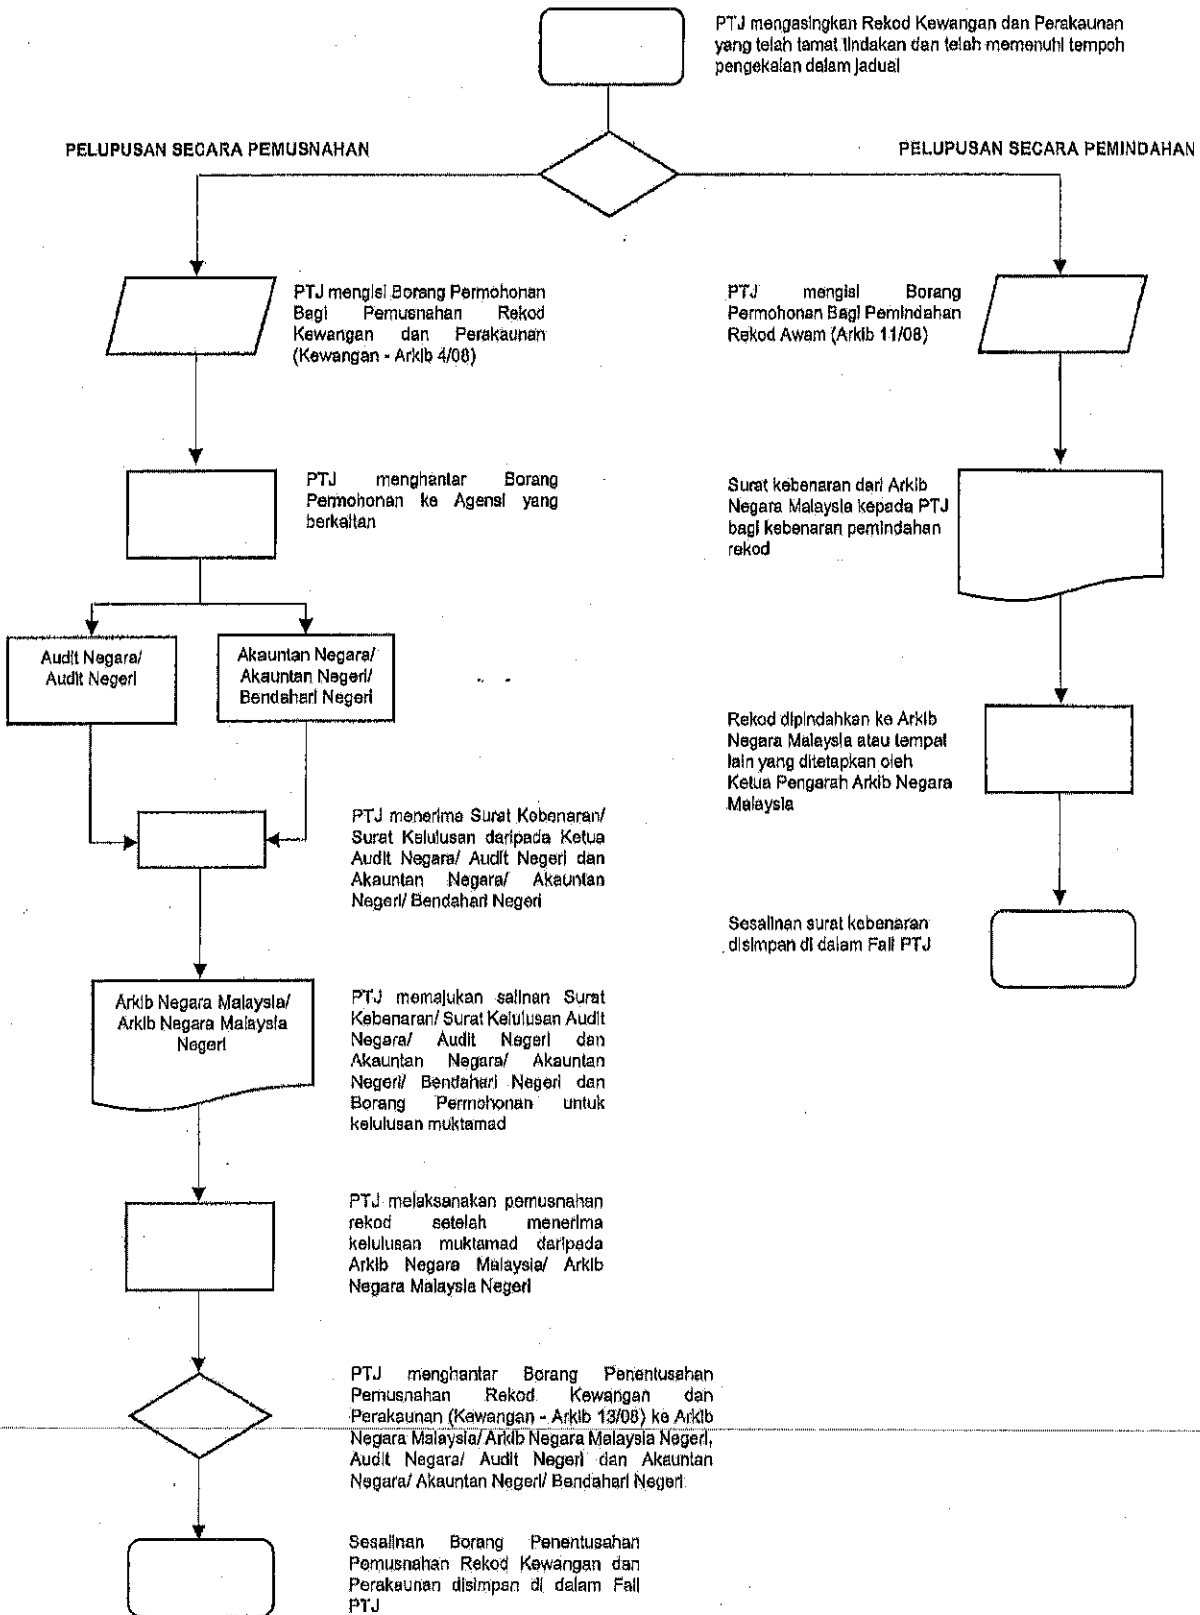 PTJ mengasingkan Rekod Kewangan dan Perakaunan
yang telah tamat tindakan dan telah memenuhi tempoh
pengekalan dalam jadual
PELUPUSAN SECARA PEMUSNAHAN
PELUPUSAN SECARA PEMINDAHAN
PTJ mengisi Borang Permohonan
Bagi Pemusnahan Rekod
Kewangan dan Perakaunan
(Kewangan - Arkib 4/08)
PTJ menghantar Borang
Permohonan ke Agensi yang
berkaitan
Audit Negara/
Audit Negeri
Akauntan Negara/
Akauntan Negeri/
Bendahari Negeri
PTJ menerima Surat Kebenaran/
Surat Kelulusan daripada Ketua
Audit Negara/ Audit Negeri dan
Akauntan Negara/ Akauntan
Negeri/ Bendahari Negeri
Arkib Negara Malaysia/
Arkib Negara Malaysia
Negeri
PTJ memajukan salinan Surat
Kebenaran/ Surat Kelulusan Audit
Negara/ Audit Negeri dan
Akauntan Negara/ Akauntan
Negeri/ Bendahari Negeri dan
Borang Permohonan untuk
kelulusan muktamad
PTJ melaksanakan pemusnahan
rekod setelah menerima
kelulusan muktamad daripada
Arkib Negara Malaysia/ Arkib
Negara Malaysia Negeri
PTJ menghantar Borang Penentusahan
Pemusnahan Rekod Kewangan dan
Perakaunan (Kewangan - Arkib 13/08) ke Arkib
Negara Malaysia/ Arkib Negara Malaysia Negeri,
Audit Negara/ Audit Negeri dan Akauntan
Negara/ Akauntan Negeri/ Bendahari Negeri
Sesalinan Borang Penentusahan
Pemusnahan Rekod Kewangan dan
Perakaunan disimpan di dalam Fail
PTJ
PTJ mengisi Borang
Permohonan Bagi Pemindahan
Rekod Awam (Arkib 11/08)
Surat kebenaran dari Arkib
Negara Malaysia kepada PTJ
bagi kebenaran pemindahan
rekod
Rekod dipindahkan ke Arkib
Negara Malaysia atau tempat
lain yang ditetapkan oleh
Ketua Pengarah Arkib Negara
Malaysia
Sesalinan surat kebenaran
disimpan di dalam Fail PTJ